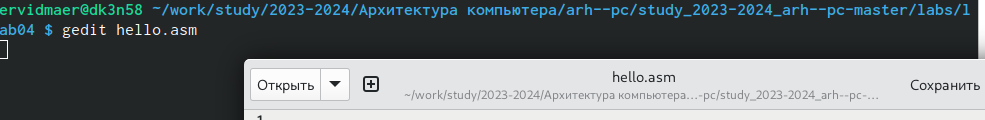 ervidmaer@dk3n58 ~/work/study/2023-2024/Архитектура компьютера/arh--pc/study_2023-2024_arh--pc-master/labs/l
ab04 $ gedit hello.asm
Открыть
hello.asm
~/work/study/2023-2024/Архитектура компьютера...-pc/study_2023-2024_arh--pc-...
Сохранить
1